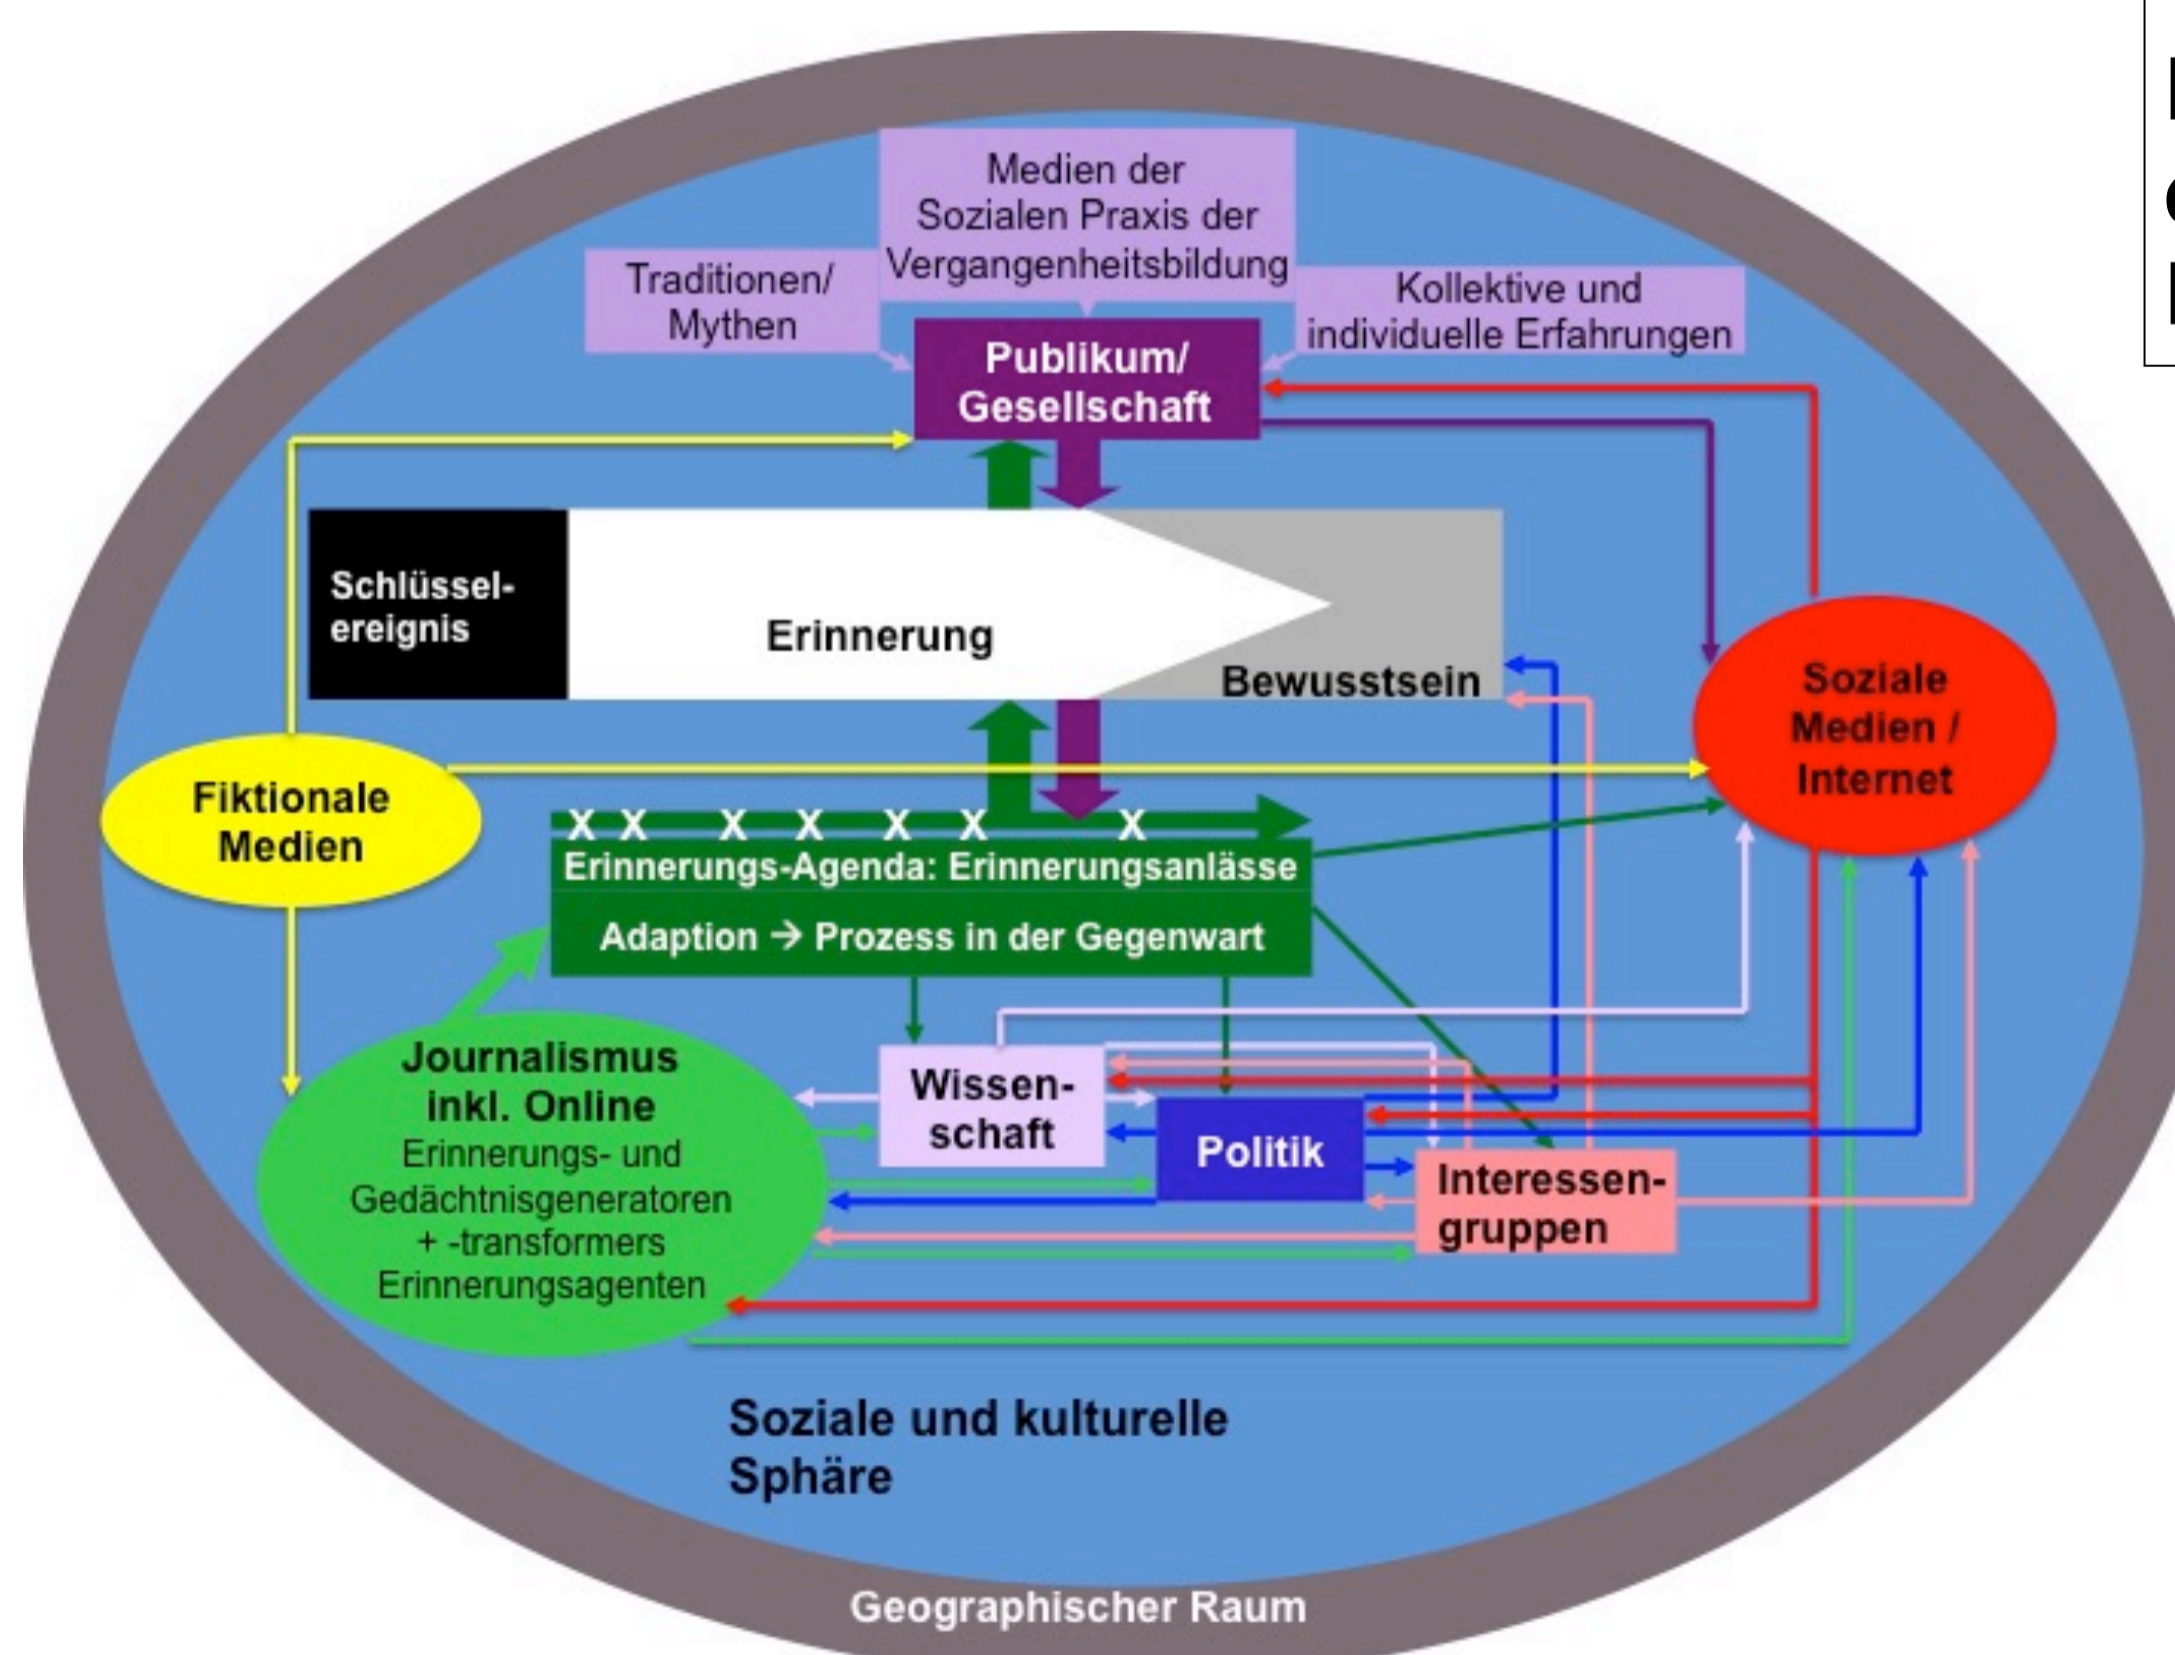 Medien der
Sozialen Praxis der
Vergangenheitsbildung
Traditionen/
Mythen
Kollektive und
individuelle Erfahrungen
Publikum/
Gesellschaft
Schlüssel-
ereignis
Erinnerung
Bewusstsein
Soziale
Medien /
Internet
Fiktionale
Medien
X X X X X X X
Erinnerungs-Agenda: Erinnerungsanlässe
Adaption → Prozess in der Gegenwart
Journalismus
inkl. Online
Erinnerungs- und
Gedächtnisgeneratoren
+ -transformers
Erinnerungsagenten
Wissen-
schaft
Politik
Interessen-
gruppen
Soziale und kulturelle
Sphäre
Geographischer Raum